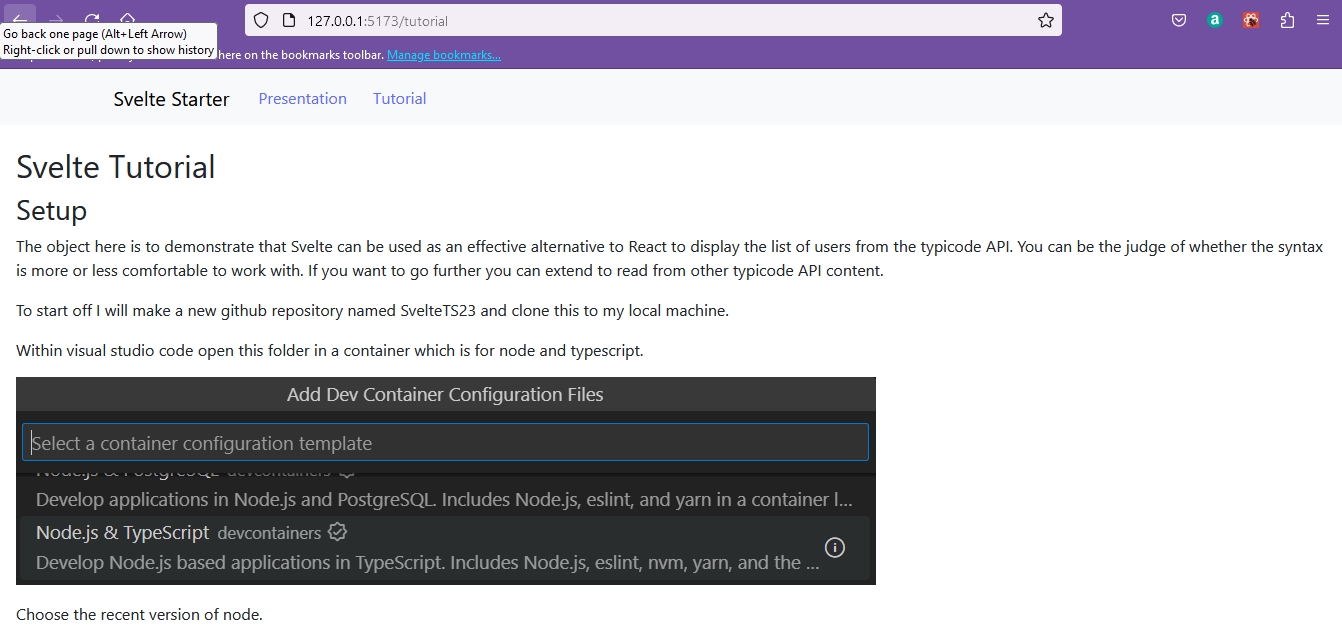 127.0.0.1:5173/tutorial
Go back one page (Alt+Left Arrow)
Right-click or pull down to show history
here on the bookmarks toolbar. Manage bookmarks...
Svelte Starter Presentation Tutorial
Svelte Tutorial
Setup
The object here is to demonstrate that Svelte can be used as an effective alternative to React to display the list of users from the typicode API. You can be the judge of whether the syntax
is more or less comfortable to work with. If you want to go further you can extend to read from other typicode API content.
To start off I will make a new github repository named SvelteTS23 and clone this to my local machine.
Within visual studio code open this folder in a container which is for node and typescript.
Add Dev Container Configuration Files
Select a container configuration template
Node.js & PostgreSQL devcontainers
Develop applications in Node.js and PostgreSQL. Includes Node.js, eslint, and yarn in a container l...
Node.js & TypeScript devcontainers
Develop Node.js based applications in TypeScript. Includes Node.js, eslint, nvm, yarn, and the ...
Choose the recent version of node.